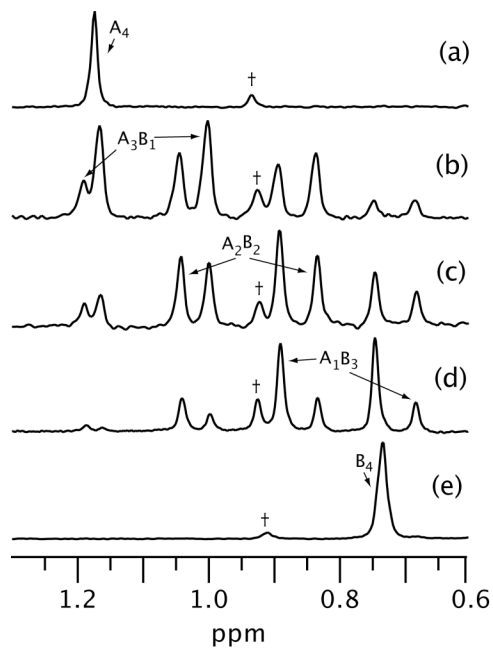 A₄
†
(a)
A₃B₁
†
(b)
A₂B₂
†
(c)
A₁B₃
†
(d)
B₄
†
(e)
1.2 1.0 0.8 0.6
ppm